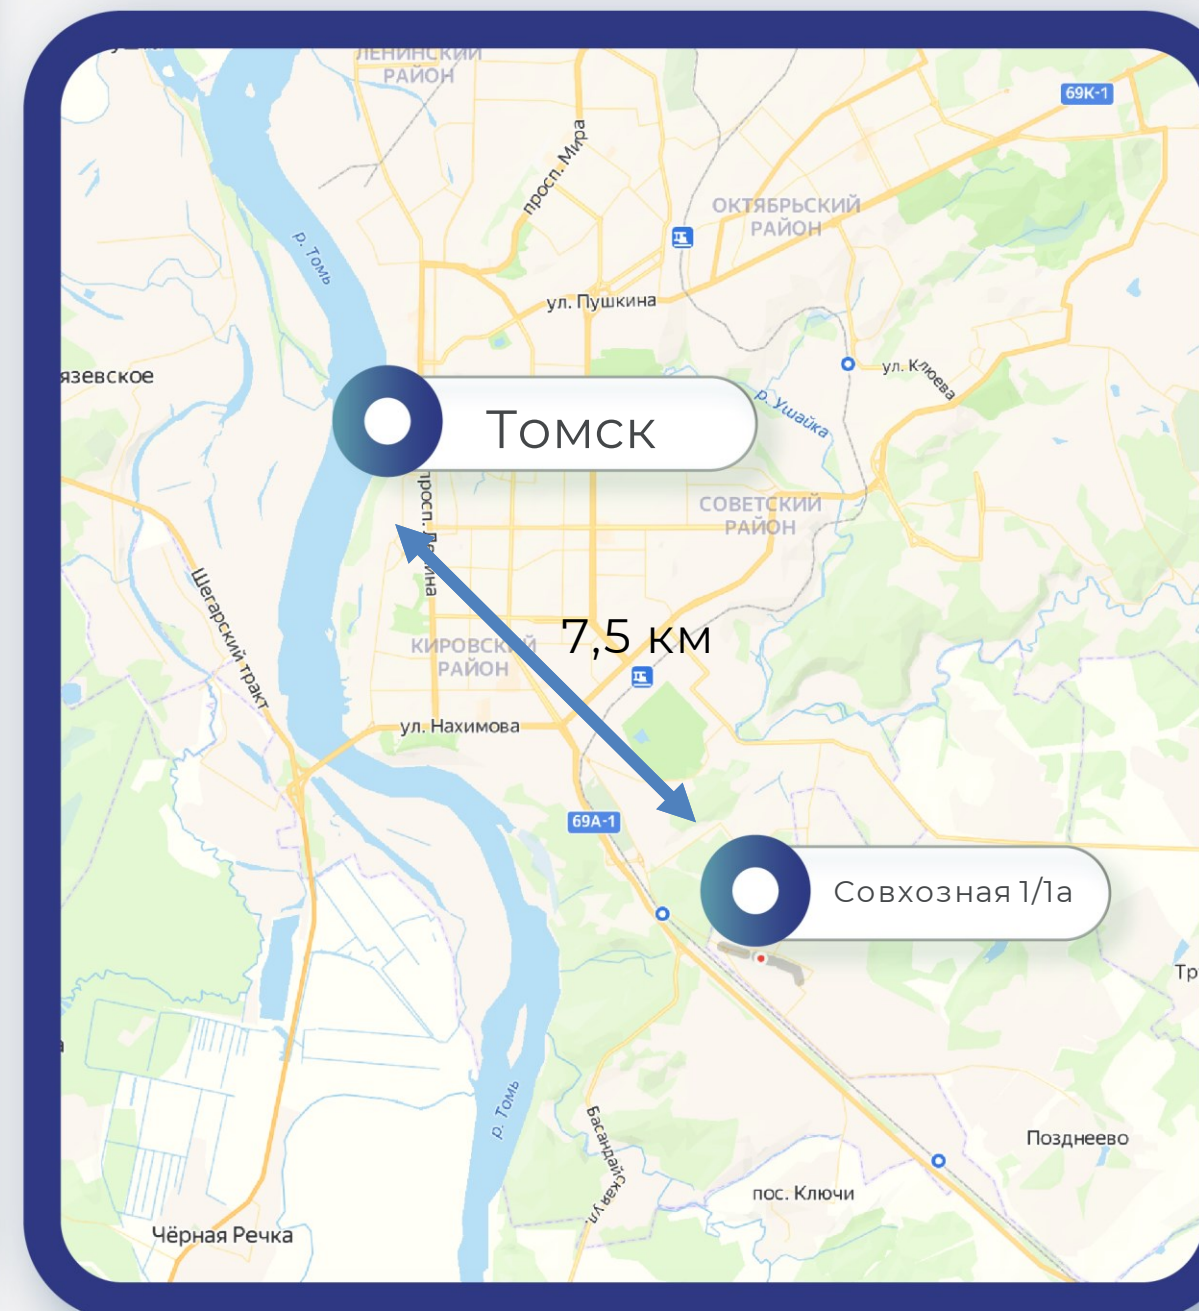 ЛЕНИНСКИЙ
РАЙОН
69К-1
просп. Мира
ОКТЯБРЬСКИЙ
РАЙОН
р. Томь
ул. Пушкина
ул. Клюева
р. Ушайка
Томск
СОВЕТСКИЙ
РАЙОН
Шегарский тракт
7,5 км
КИРОВСКИЙ
РАЙОН
ул. Нахимова
69А-1
Совхозная 1/1а
р. Томь
Басандайская ул.
Позднеево
пос. Ключи
Чёрная Речка